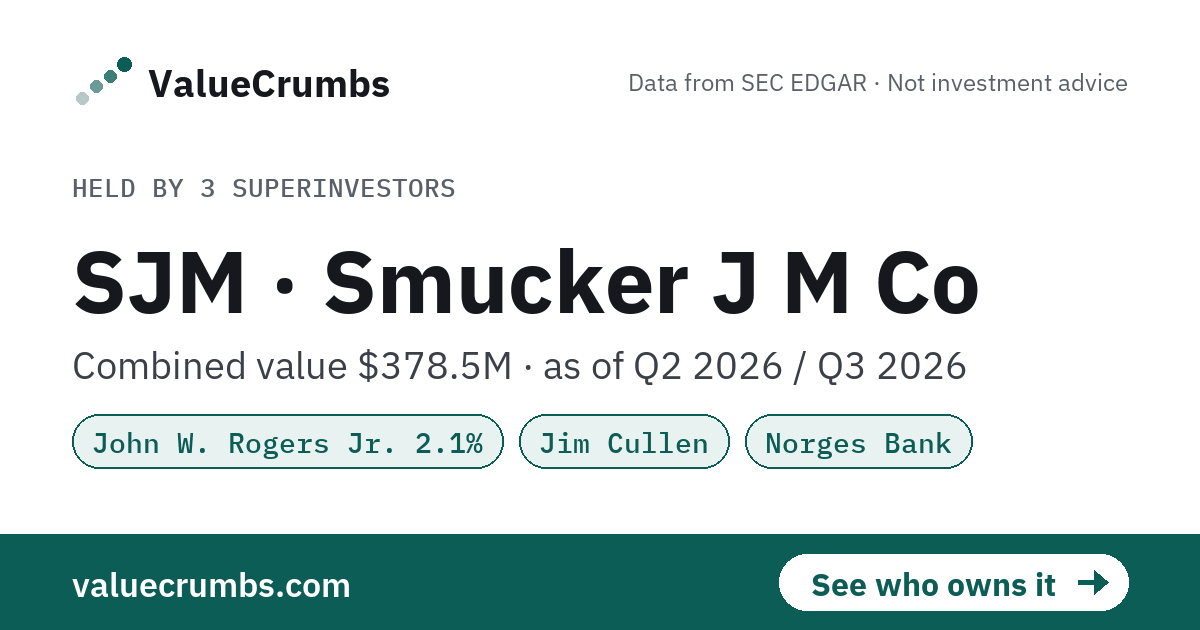 ValueCrumbs
Data from SEC EDGAR · Not investment advice
HELD BY 3 SUPERINVESTORS
SJM · Smucker J M Co
Combined value $378.5M · as of Q2 2026 / Q3 2026
John W. Rogers Jr. 2.1%
Jim Cullen
Norges Bank
valuecrumbs.com
See who owns it →